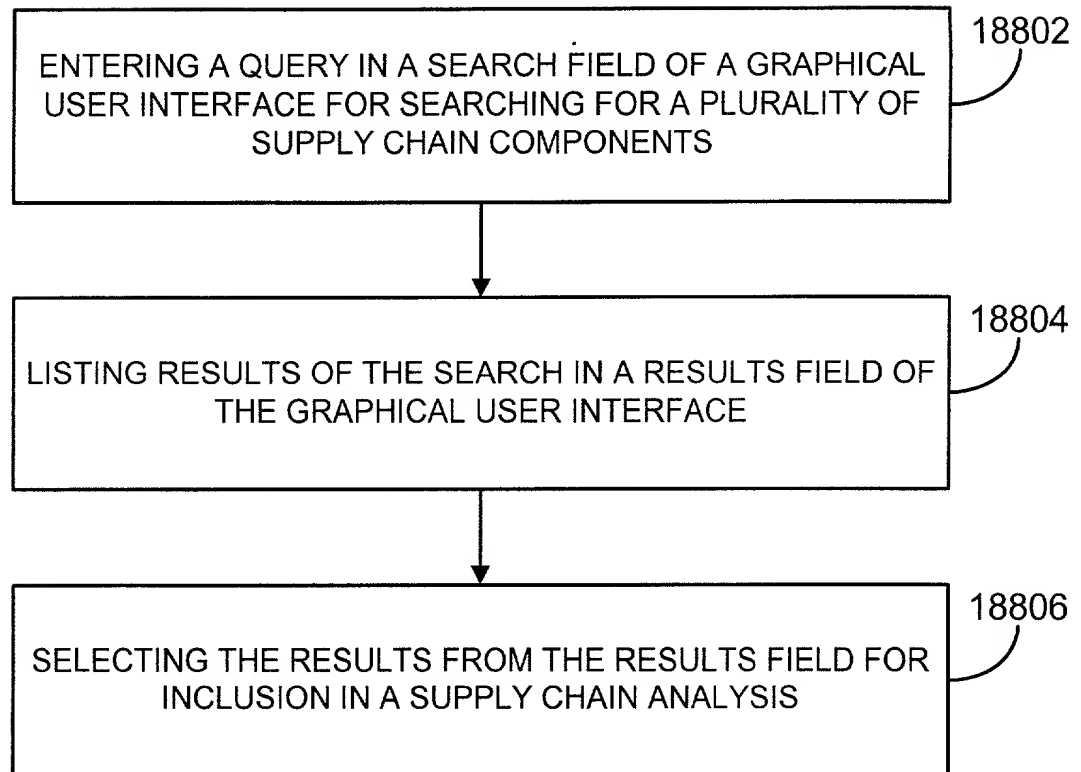 18802
ENTERING A QUERY IN A SEARCH FIELD OF A GRAPHICAL
USER INTERFACE FOR SEARCHING FOR A PLURALITY OF
SUPPLY CHAIN COMPONENTS
18804
LISTING RESULTS OF THE SEARCH IN A RESULTS FIELD OF
THE GRAPHICAL USER INTERFACE
18806
SELECTING THE RESULTS FROM THE RESULTS FIELD FOR
INCLUSION IN A SUPPLY CHAIN ANALYSIS